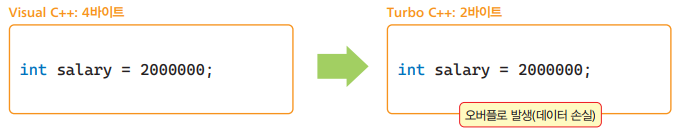 Visual C++: 4바이트
int salary = 2000000;
Turbo C++: 2바이트
int salary = 2000000;
오버플로 발생(데이터 손실)